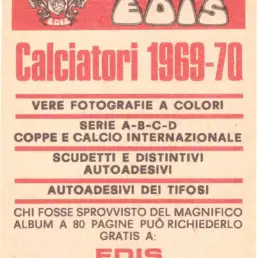 EDIS
EDIS
Calciatori 1969-70
VERE FOTOGRAFIE A COLORI
SERIE A-B-C-D
COPPE E CALCIO INTERNAZIONALE
SCUDETTI E DISTINTIVI
AUTOADESIVI
AUTOADESIVI DEI TIFOSI
CHI FOSSE SPROVVISTO DEL MAGNIFICO
ALBUM A 80 PAGINE PUÒ RICHIEDERLO
GRATIS A:
EDIS